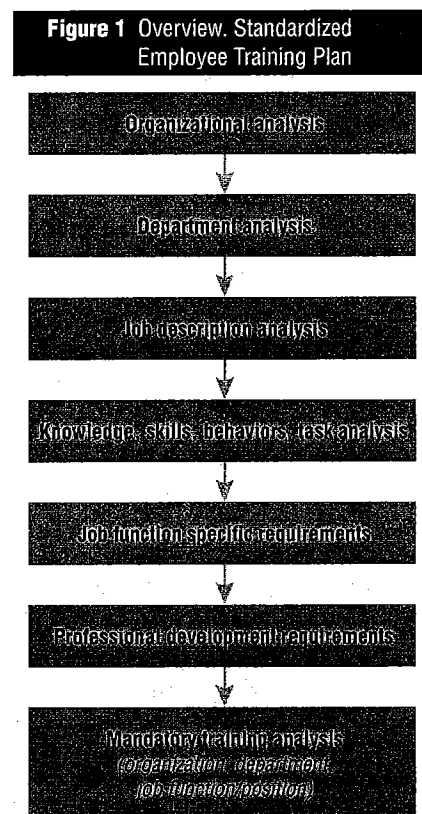 Figure 1 Overview. Standardized
Employee Training Plan
Organizational analysis
Department analysis
Job description analysis
Knowledge, skills, behaviors, task analysis
Job function specific requirements
Professional development requirements
Mandatory training analysis
(organization, department,
job function/position)